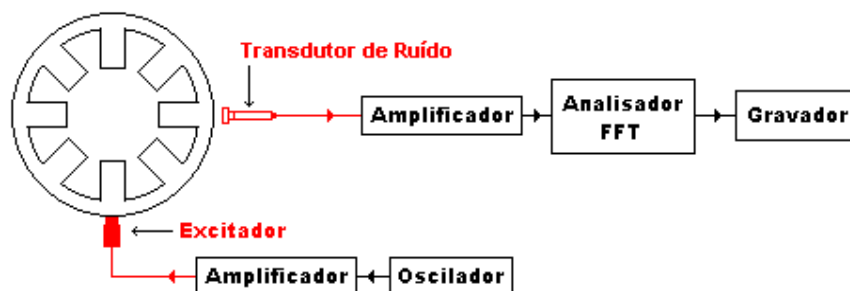 Transdutor de Ruído
Amplificador
Analisador
FFT
Gravador
Excitador
Amplificador
Oscilador